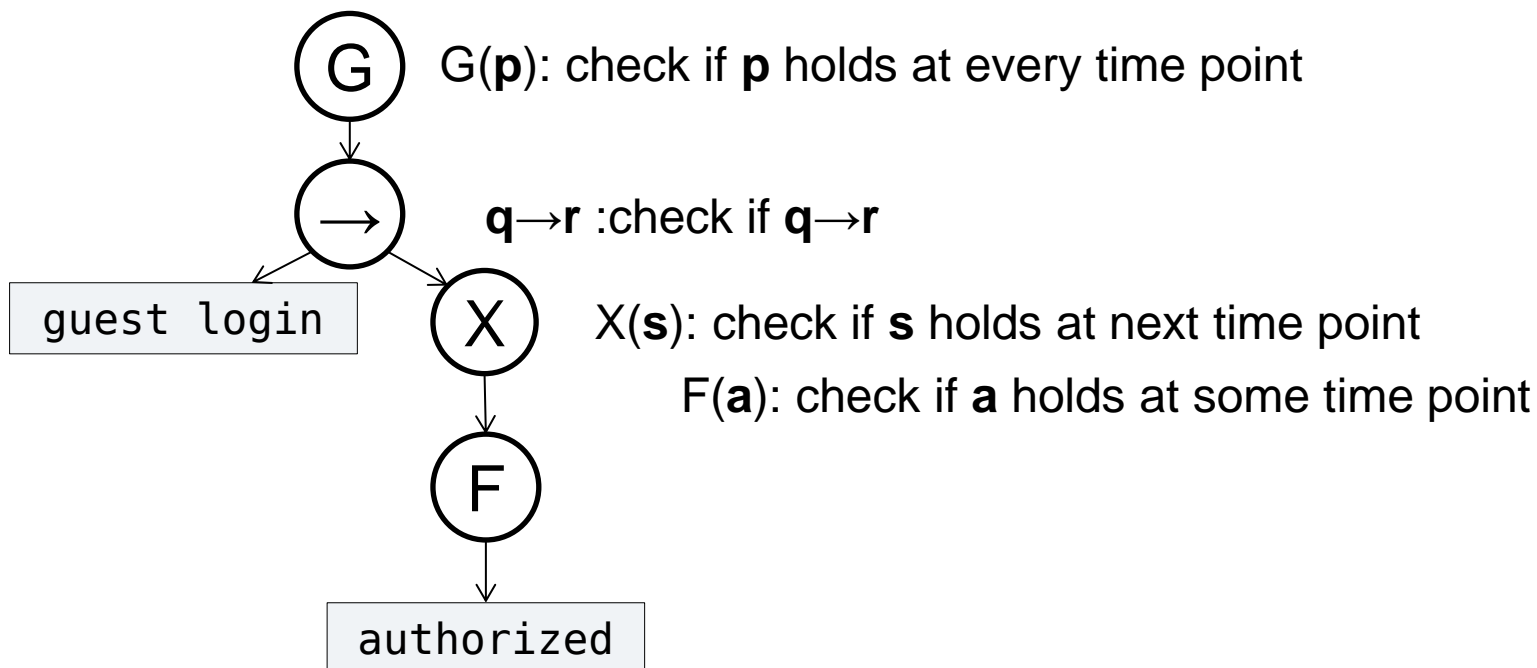 G G(p): check if p holds at every time point
→ q→r :check if q→r
guest login X X(s): check if s holds at next time point
F(a): check if a holds at some time point
F
authorized